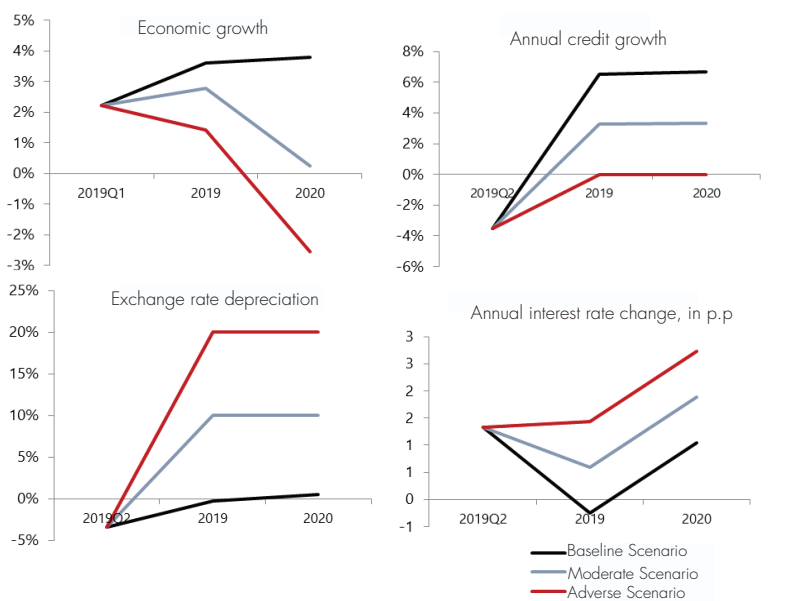 Economic growth
5%
4%
3%
2%
1%
0%
-1%
-2%
-3%
2019Q1 2019 2020
Annual credit growth
8%
6%
4%
2%
0%
-2%
-4%
-6%
2019Q2 2019 2020
Exchange rate depreciation
25%
20%
15%
10%
5%
0%
-5%
2019Q2 2019 2020
Annual interest rate change, in p.p
3
3
2
2
1
1
0
-1
2019Q2 2019 2020
Baseline Scenario
Moderate Scenario
Adverse Scenario